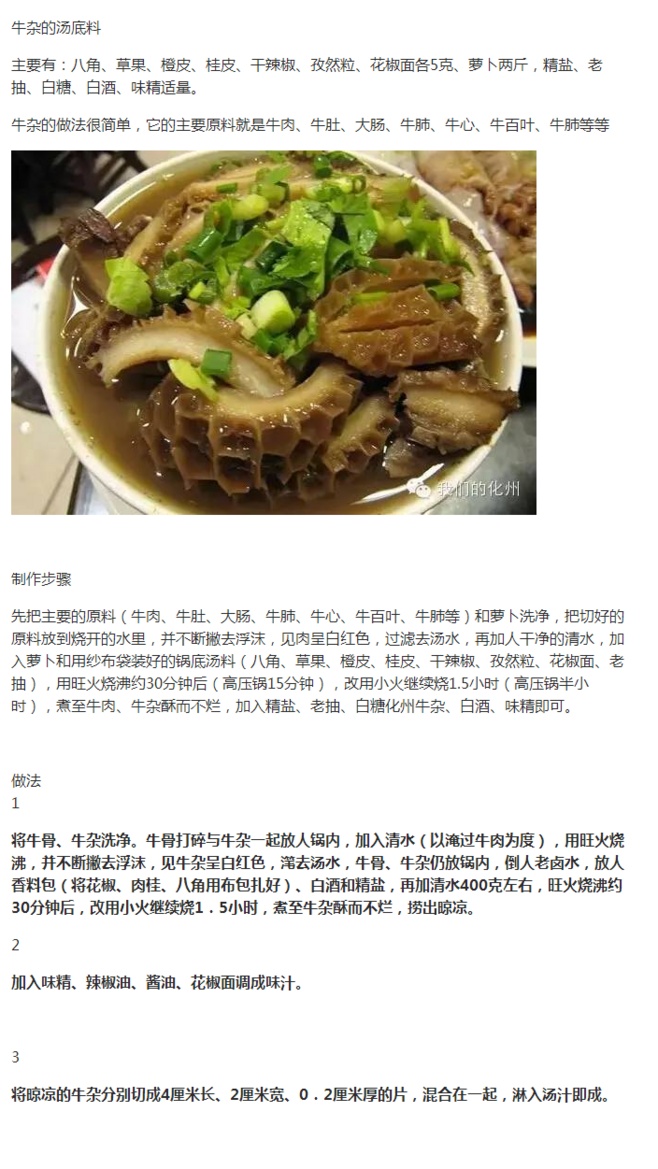 牛杂的汤底料
主要有：八角、草果、橙皮、桂皮、干辣椒、孜然粒、花椒面各5克、萝卜两斤，精盐、老
抽、白糖、白酒、味精适量。
牛杂的做法很简单，它的主要原料就是牛肉、牛肚、大肠、牛肺、牛心、牛百叶、牛肺等等
我们的化州
制作步骤
先把主要的原料（牛肉、牛肚、大肠、牛肺、牛心、牛百叶、牛肺等）和萝卜洗净，把切好的
原料放到烧开的水里，并不断撇去浮沫，见肉呈白红色，过滤去汤水，再加人干净的清水，加
入萝卜和用纱布袋装好的锅底汤料（八角、草果、橙皮、桂皮、干辣椒、孜然粒、花椒面、老
抽），用旺火烧沸约30分钟后（高压锅15分钟），改用小火继续烧1.5小时（高压锅半小
时），煮至牛肉、牛杂酥而不烂，加入精盐、老抽、白糖化州牛杂、白酒、味精即可。
做法
1
将牛骨、牛杂洗净。牛骨打碎与牛杂一起放人锅内，加入清水（以淹过牛肉为度），用旺火烧
沸，并不断撇去浮沫，见牛杂呈白红色，滗去汤水，牛骨、牛杂仍放锅内，倒人老卤水，放人
香料包（将花椒、肉桂、八角用布包扎好）、白酒和精盐，再加清水400克左右，旺火烧沸约
30分钟后，改用小火继续烧1．5小时，煮至牛杂酥而不烂，捞出晾凉。
2
加入味精、辣椒油、酱油、花椒面调成味汁。
3
将晾凉的牛杂分别切成4厘米长、2厘米宽、0．2厘米厚的片，混合在一起，淋入汤汁即成。